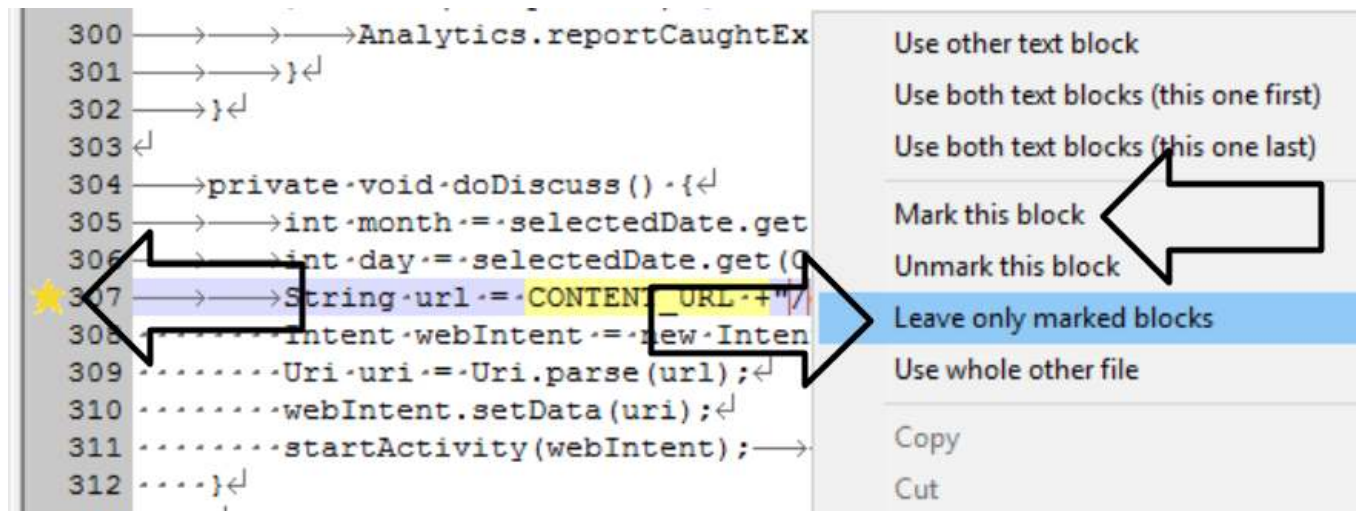 300 Analytics.reportCaughtEx
301 }
302 }
303
304 private void doDiscuss() {
305 int month = selectedDate.get
306 int day = selectedDate.get(
307 String url = CONTENT_URL +"/
308 Intent webIntent = new Inten
309 Uri uri = Uri.parse(url);
310 webIntent.setData(uri);
311 startActivity(webIntent);
312 }
Use other text block
Use both text blocks (this one first)
Use both text blocks (this one last)
Mark this block
Unmark this block
Leave only marked blocks
Use whole other file
Copy
Cut